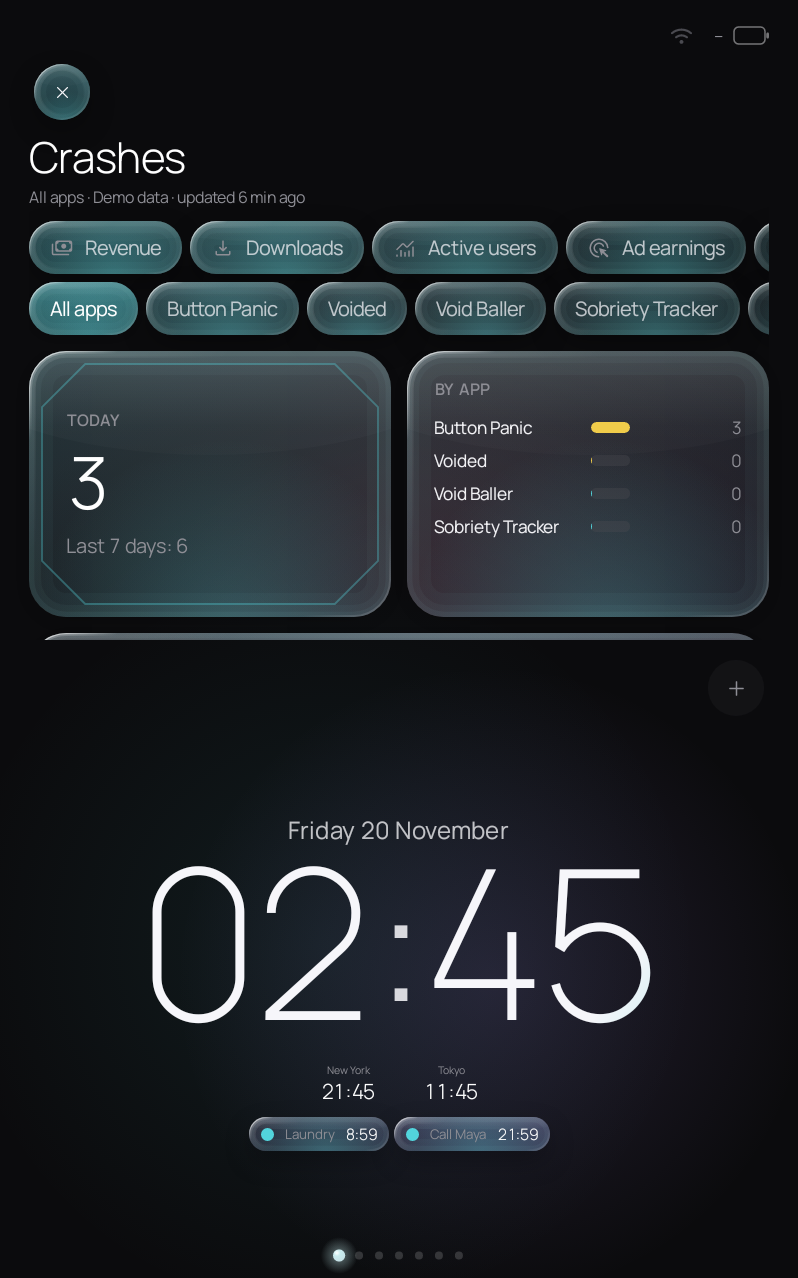 –
Crashes
All apps · Demo data · updated 6 min ago
Revenue Downloads Active users Ad earnings
All apps Button Panic Voided Void Baller Sobriety Tracker
TODAY
3
Last 7 days: 6
BY APP
Button Panic 3
Voided 0
Void Baller 0
Sobriety Tracker 0
+
Friday 20 November
02:45
New York Tokyo
21:45 11:45
Laundry 8:59 Call Maya 21:59